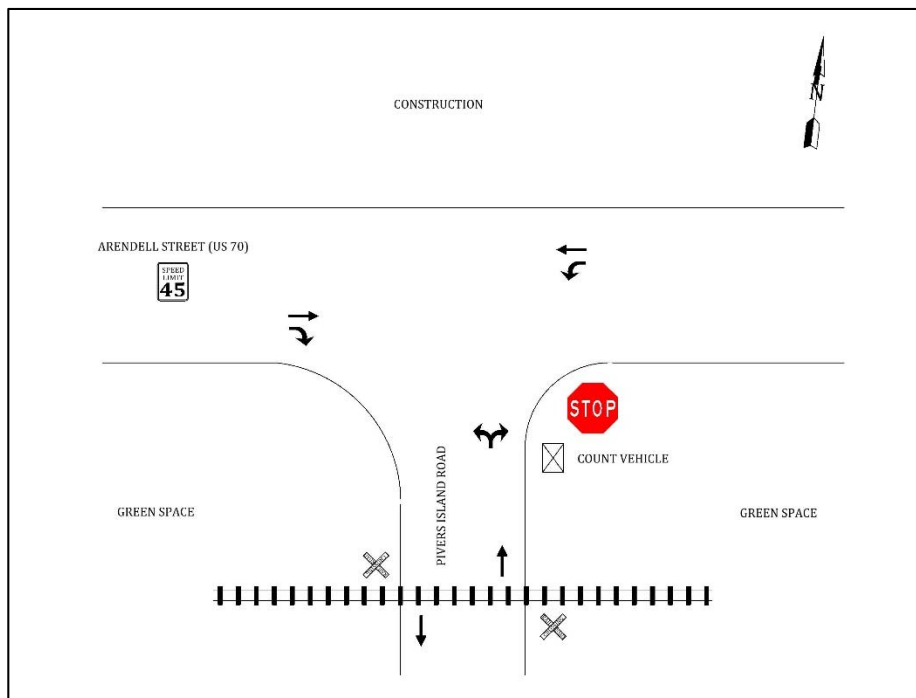 CONSTRUCTION
N
ARENDELL STREET (US 70)
SPEED
LIMIT
45
STOP
COUNT VEHICLE
PIVERS ISLAND ROAD
GREEN SPACE
GREEN SPACE